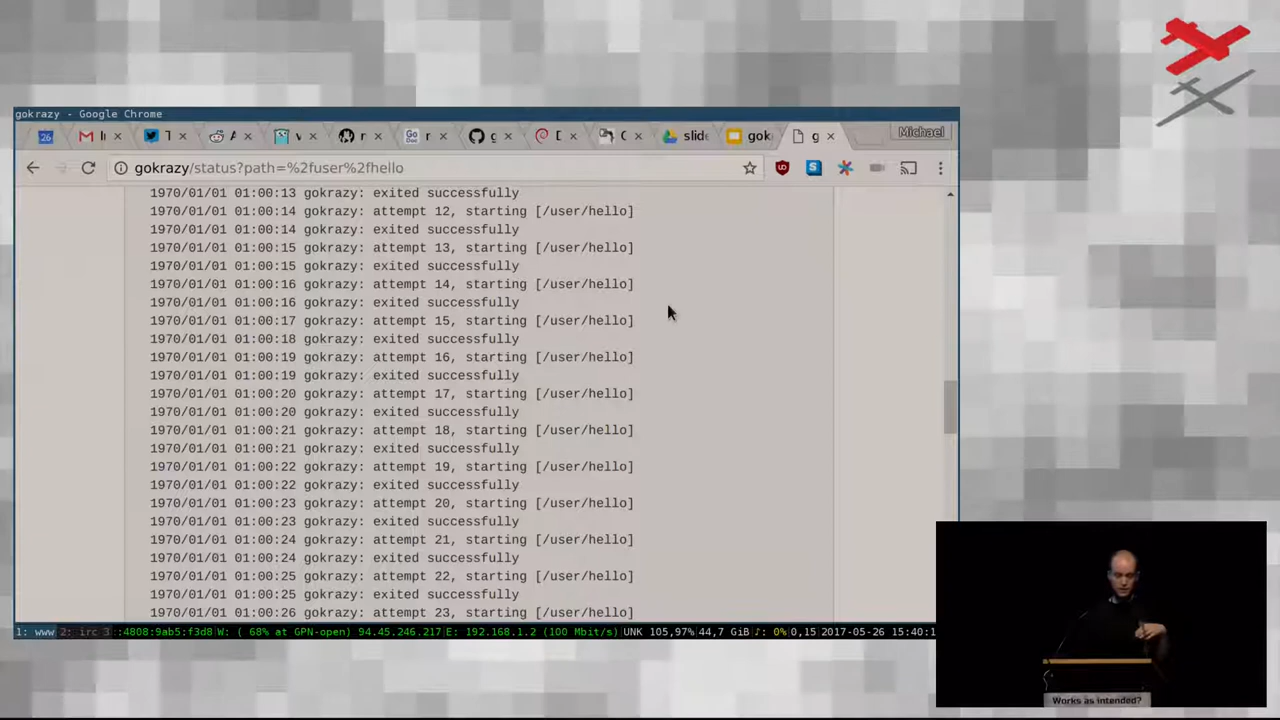 gokrazy - Google Chrome
26 I T A v r Go Doc r g D C slide gok g Michael
gokrazy/status?path=%2fuser%2fhello
1970/01/01 01:00:13 gokrazy: exited successfully
1970/01/01 01:00:14 gokrazy: attempt 12, starting [/user/hello]
1970/01/01 01:00:14 gokrazy: exited successfully
1970/01/01 01:00:15 gokrazy: attempt 13, starting [/user/hello]
1970/01/01 01:00:15 gokrazy: exited successfully
1970/01/01 01:00:16 gokrazy: attempt 14, starting [/user/hello]
1970/01/01 01:00:16 gokrazy: exited successfully
1970/01/01 01:00:17 gokrazy: attempt 15, starting [/user/hello]
1970/01/01 01:00:18 gokrazy: exited successfully
1970/01/01 01:00:19 gokrazy: attempt 16, starting [/user/hello]
1970/01/01 01:00:19 gokrazy: exited successfully
1970/01/01 01:00:20 gokrazy: attempt 17, starting [/user/hello]
1970/01/01 01:00:20 gokrazy: exited successfully
1970/01/01 01:00:21 gokrazy: attempt 18, starting [/user/hello]
1970/01/01 01:00:21 gokrazy: exited successfully
1970/01/01 01:00:22 gokrazy: attempt 19, starting [/user/hello]
1970/01/01 01:00:22 gokrazy: exited successfully
1970/01/01 01:00:23 gokrazy: attempt 20, starting [/user/hello]
1970/01/01 01:00:23 gokrazy: exited successfully
1970/01/01 01:00:24 gokrazy: attempt 21, starting [/user/hello]
1970/01/01 01:00:24 gokrazy: exited successfully
1970/01/01 01:00:25 gokrazy: attempt 22, starting [/user/hello]
1970/01/01 01:00:25 gokrazy: exited successfully
1970/01/01 01:00:26 gokrazy: attempt 23, starting [/user/hello]
1: www 2: irc 3 ::4808:9ab5:f3d8 W: ( 68% at GPN-open) 94.45.246.217 E: 192.168.1.2 (100 Mbit/s) UNK 105,97% 44,7 GiB ♪: 0% 0,15 2017-05-26 15:40:1
Works as intended?